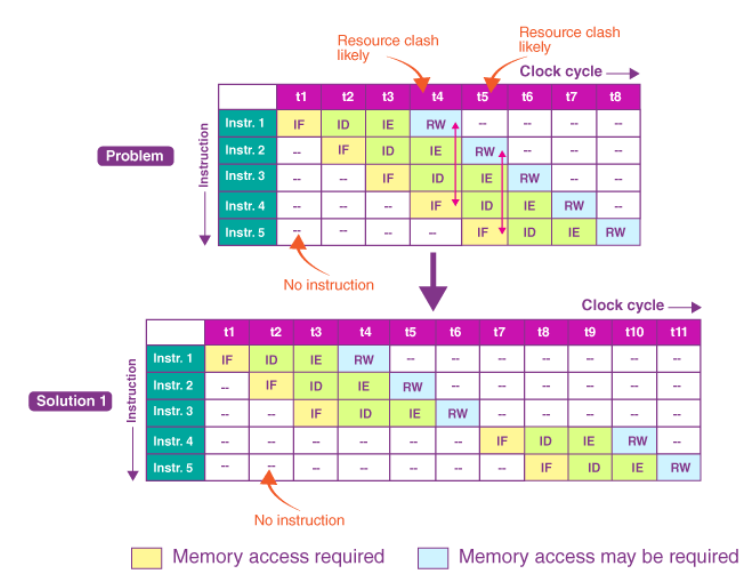 Resource clash
likely
Resource clash
likely
Clock cycle
t1 t2 t3 t4 t5 t6 t7 t8
Problem
Instruction
Instr. 1 IF ID IE RW -- -- -- --
Instr. 2 -- IF ID IE RW -- -- --
Instr. 3 -- -- IF ID IE RW -- --
Instr. 4 -- -- -- IF ID IE RW --
Instr. 5 -- -- -- -- IF ID IE RW
No instruction
Clock cycle
t1 t2 t3 t4 t5 t6 t7 t8 t9 t10 t11
Solution 1
Instruction
Instr. 1 IF ID IE RW -- -- -- -- -- -- --
Instr. 2 -- IF ID IE RW -- -- -- -- -- --
Instr. 3 -- -- IF ID IE RW -- -- -- -- --
Instr. 4 -- -- -- -- -- -- IF ID IE RW --
Instr. 5 -- -- -- -- -- -- -- IF ID IE RW
No instruction
Memory access required
Memory access may be required